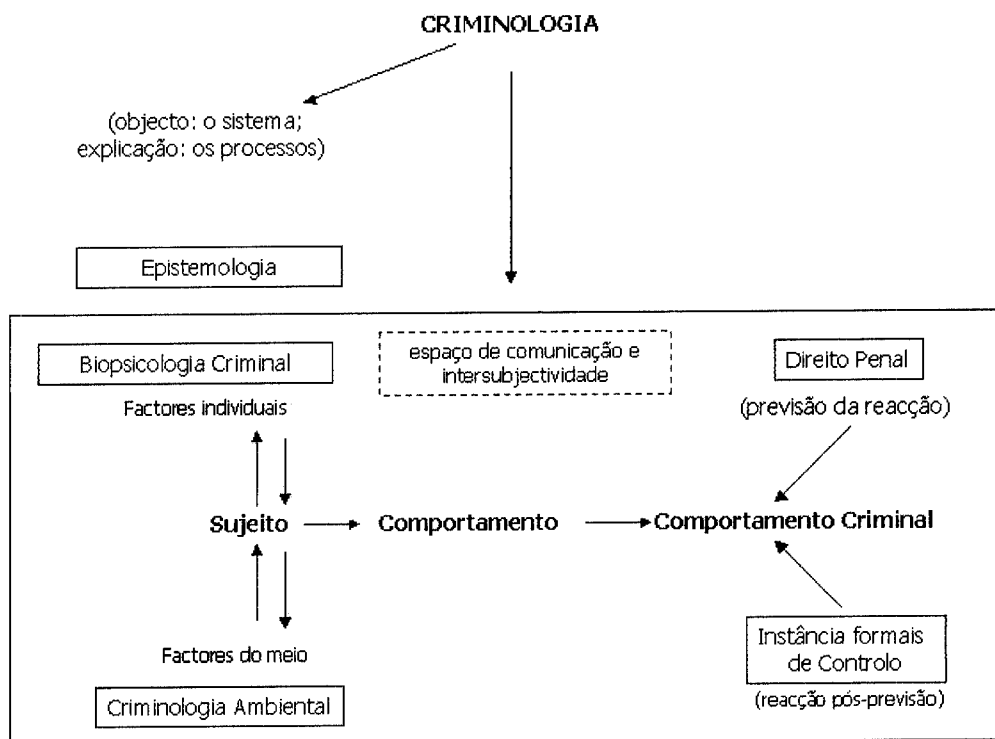 CRIMINOLOGIA
(objecto: o sistema;
explicação: os processos)
Epistemologia
Biopsicologia Criminal
Factores individuais
espaço de comunicação e
intersubjectividade
Direito Penal
(previsão da reacção)
Sujeito
Comportamento
Comportamento Criminal
Factores do meio
Criminologia Ambiental
Instância formais
de Controlo
(reacção pós-previsão)